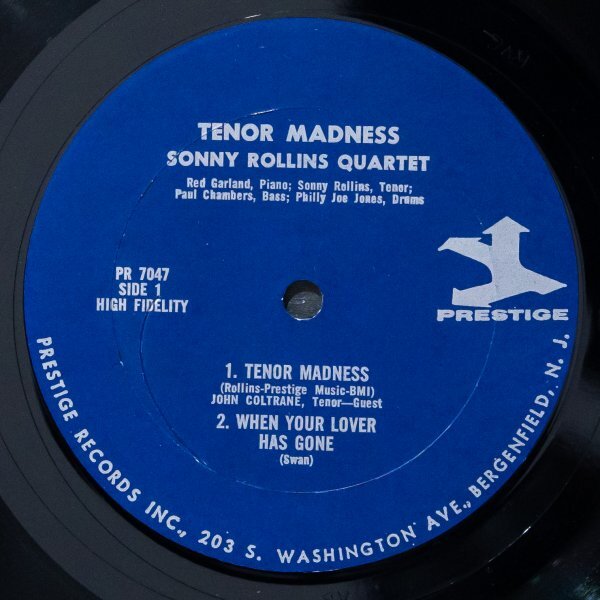 TENOR MADNESS
SONNY ROLLINS QUARTET
Red Garland, Piano; Sonny Rollins, Tenor;
Paul Chambers, Bass; Philly Joe Jones, Drums
PR 7047
SIDE 1
HIGH FIDELITY
PRESTIGE
1. TENOR MADNESS
(Rollins-Prestige Music-BMI)
JOHN COLTRANE, Tenor—Guest
2. WHEN YOUR LOVER
HAS GONE
(Swan)
PRESTIGE RECORDS INC., 203 S. WASHINGTON AVE., BERGENFIELD, N. J.